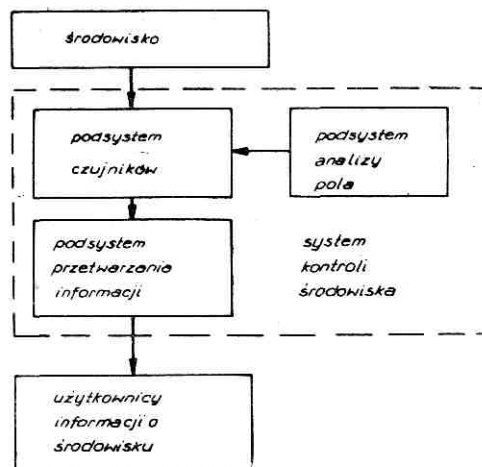 środowisko
podsystem
czujników
podsystem
analizy
pola
podsystem
przetwarzania
informacji
system
kontroli
środowiska
użytkownicy
informacji o
środowisku